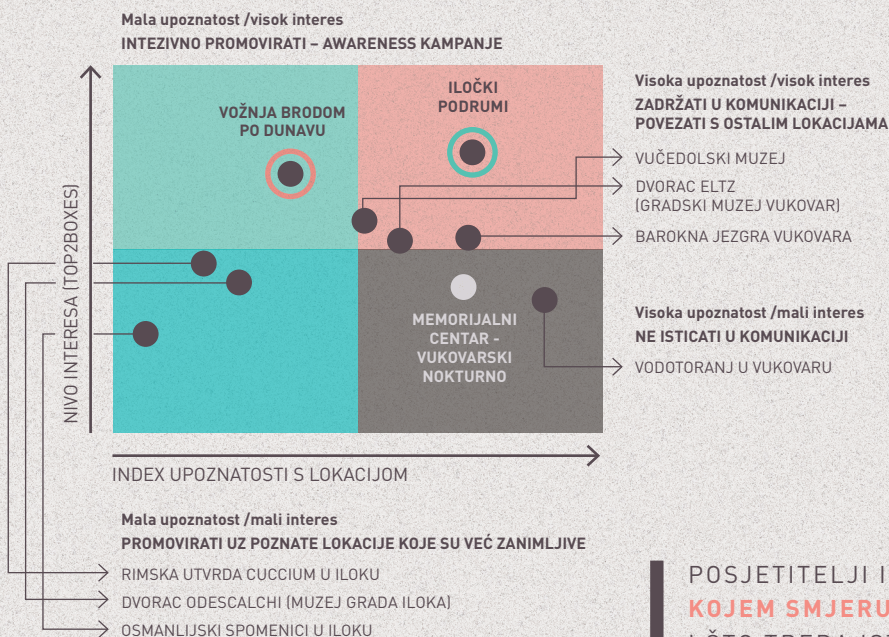 Mala upoznatost /visok interes
INTEZIVNO PROMOVIRATI – AWARENESS KAMPANJE
NIVO INTERESA (TOP2BOXES)
VOŽNJA BRODOM
PO DUNAVU
ILOČKI
PODRUMI
MEMORIJALNI
CENTAR -
VUKOVARSKI
NOKTURNO
INDEX UPOZNATOSTI S LOKACIJOM
Visoka upoznatost /visok interes
ZADRŽATI U KOMUNIKACIJI –
POVEZATI S OSTALIM LOKACIJAMA
VUČEDOLSKI MUZEJ
DVORAC ELTZ
(GRADSKI MUZEJ VUKOVAR)
BAROKNA JEZGRA VUKOVARA
Visoka upoznatost /mali interes
NE ISTICATI U KOMUNIKACIJI
VODOTORANJ U VUKOVARU
Mala upoznatost /mali interes
PROMOVIRATI UZ POZNATE LOKACIJE KOJE SU VEĆ ZANIMLJIVE
RIMSKA UTVRDA CUCCIUM U ILOKU
DVORAC ODESCALCHI (MUZEJ GRADA ILOKA)
OSMANLIJSKI SPOMENICI U ILOKU
POSJETITELJI I
KOJEM SMJERU